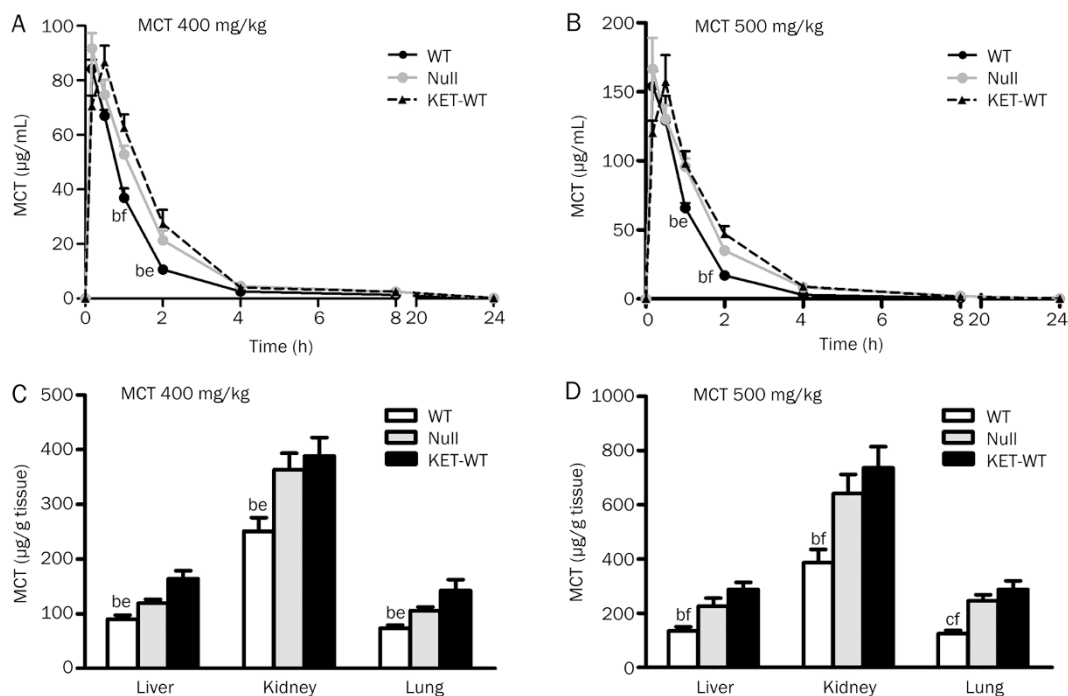 A
MCT 400 mg/kg
100
80
60
40
20
0
MCT (µg/mL)
WT
Null
KET-WT
bf
be
0 2 4 6 8 20 24
Time (h)
B
MCT 500 mg/kg
200
150
100
50
0
MCT (µg/mL)
WT
Null
KET-WT
be
bf
0 2 4 6 8 20 24
Time (h)
C
MCT 400 mg/kg
500
400
300
200
100
0
MCT (µg/g tissue)
WT
Null
KET-WT
be
be
be
Liver Kidney Lung
D
MCT 500 mg/kg
1000
800
600
400
200
0
MCT (µg/g tissue)
WT
Null
KET-WT
bf
bf
cf
Liver Kidney Lung